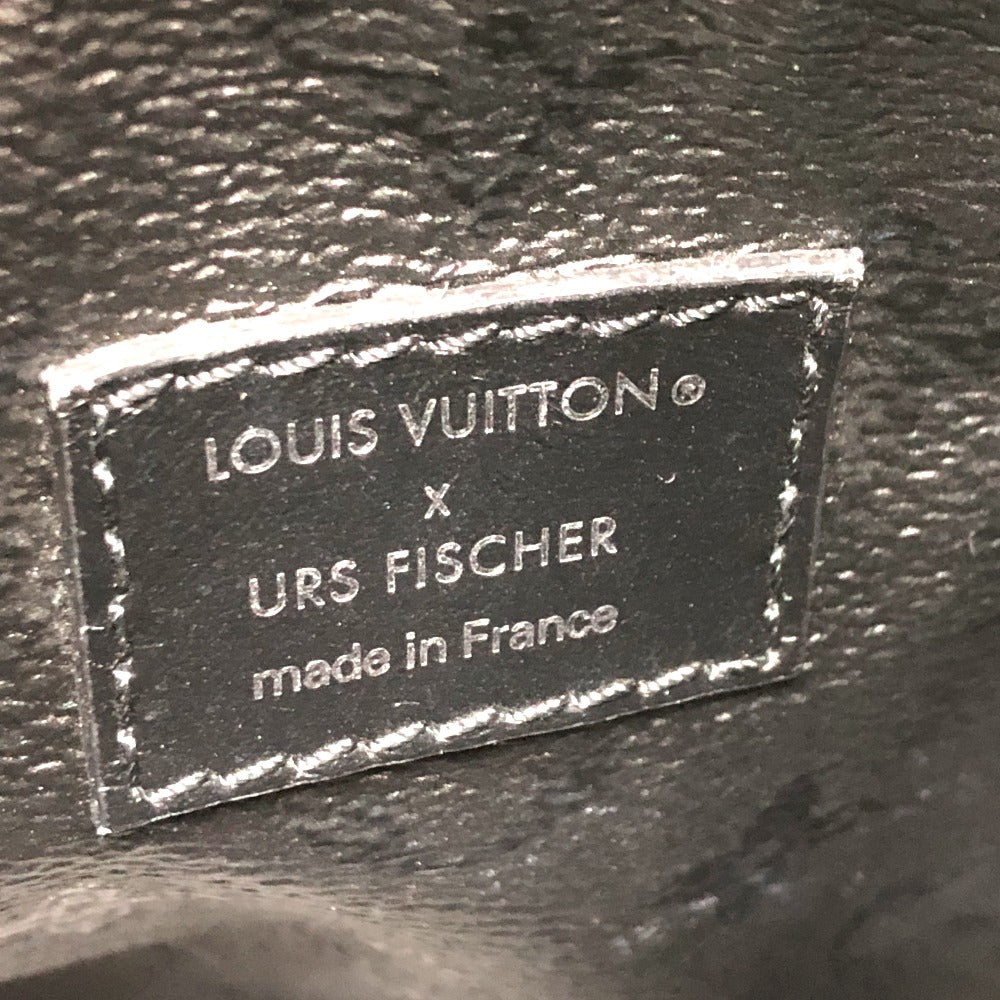 LOUIS VUITTON®
x
URS FISCHER
made in France